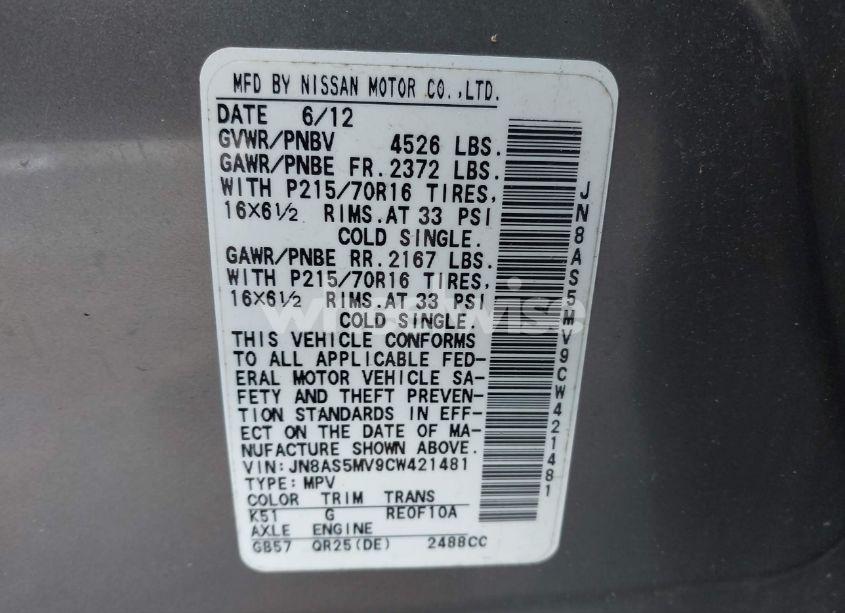 MFD BY NISSAN MOTOR CO.,LTD.
DATE 6/12
GVWR/PNBV 4526 LBS.
GAWR/PNBE FR.2372 LBS.
WITH P215/70R16 TIRES,
16X6½ RIMS.AT 33 PSI
COLD SINGLE.
GAWR/PNBE RR.2167 LBS.
WITH P215/70R16 TIRES,
16X6½ RIMS.AT 33 PSI
COLD SINGLE.
THIS VEHICLE CONFORMS
TO ALL APPLICABLE FED-
ERAL MOTOR VEHICLE SA-
FETY AND THEFT PREVEN-
TION STANDARDS IN EFF-
ECT ON THE DATE OF MA-
NUFACTURE SHOWN ABOVE.
VIN:JN8AS5MV9CW421481
TYPE:MPV
COLOR TRIM TRANS
K51 G RE0F10A
AXLE ENGINE
GB57 QR25(DE) 2488CC
JN8AS5MV9CW421481